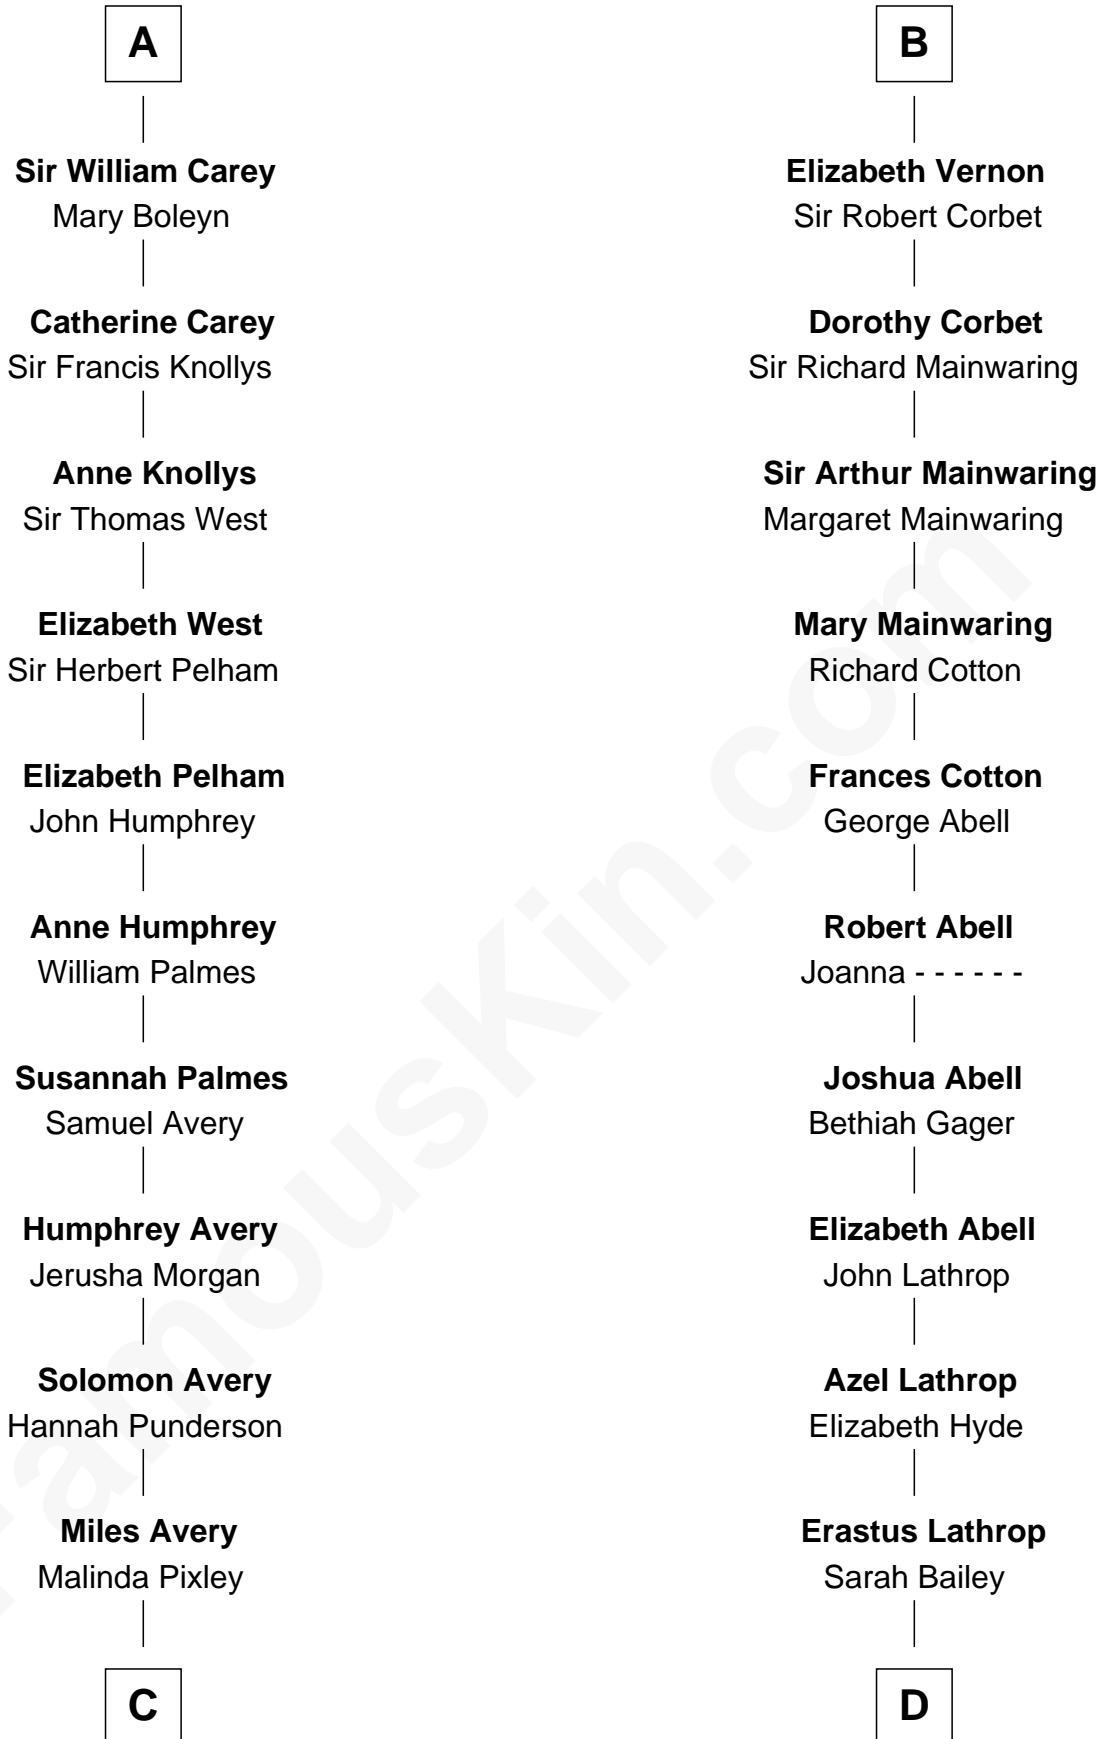 A
Sir William Carey
Mary Boleyn
Catherine Carey
Sir Francis Knollys
Anne Knollys
Sir Thomas West
Elizabeth West
Sir Herbert Pelham
Elizabeth Pelham
John Humphrey
Anne Humphrey
William Palmes
Susannah Palmes
Samuel Avery
Humphrey Avery
Jerusha Morgan
Solomon Avery
Hannah Punderson
Miles Avery
Malinda Pixley
C
B
Elizabeth Vernon
Sir Robert Corbet
Dorothy Corbet
Sir Richard Mainwaring
Sir Arthur Mainwaring
Margaret Mainwaring
Mary Mainwaring
Richard Cotton
Frances Cotton
George Abell
Robert Abell
Joanna - - - - - -
Joshua Abell
Bethiah Gager
Elizabeth Abell
John Lathrop
Azel Lathrop
Elizabeth Hyde
Erastus Lathrop
Sarah Bailey
D
FamousKin.com